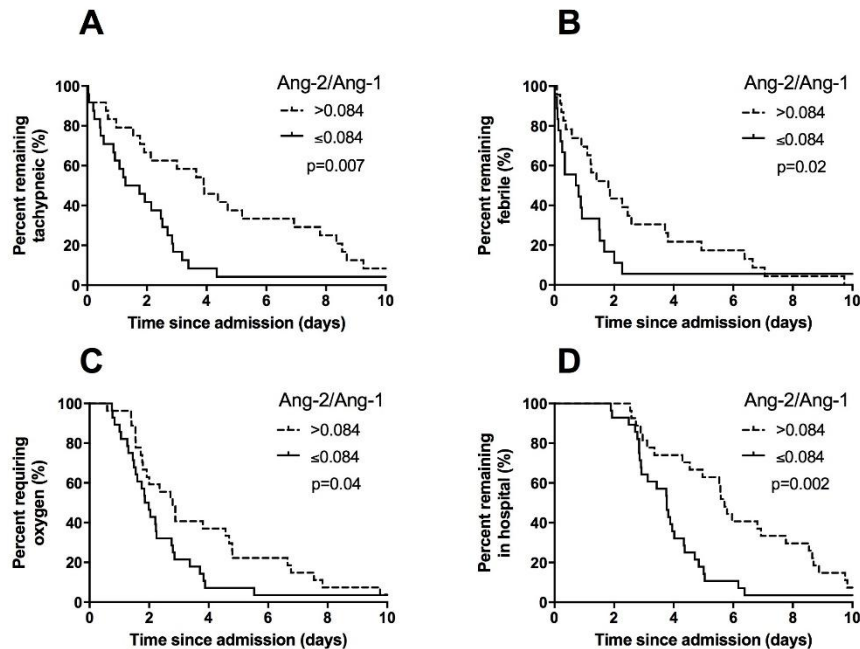 A
Percent remaining
tachypneic (%)
100
80
60
40
20
0
0 2 4 6 8 10
Time since admission (days)
Ang-2/Ang-1
>0.084
≤0.084
p=0.007
B
Percent remaining
febrile (%)
100
80
60
40
20
0
0 2 4 6 8 10
Time since admission (days)
Ang-2/Ang-1
>0.084
≤0.084
p=0.02
C
Percent requiring
oxygen (%)
100
80
60
40
20
0
0 2 4 6 8 10
Time since admission (days)
Ang-2/Ang-1
>0.084
≤0.084
p=0.04
D
Percent remaining
in hospital (%)
100
80
60
40
20
0
0 2 4 6 8 10
Time since admission (days)
Ang-2/Ang-1
>0.084
≤0.084
p=0.002